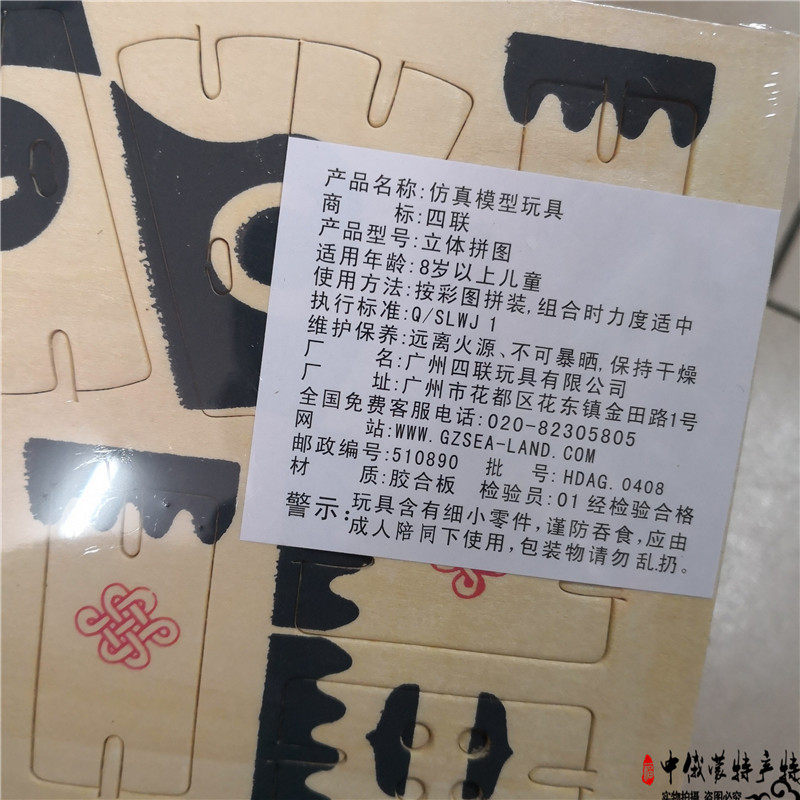 产品名称:仿真模型玩具
商 标:四联
产品型号:立体拼图
适用年龄:8岁以上儿童
使用方法:按彩图拼装,组合时力度适中
执行标准:Q/SLWJ 1
维护保养:远离火源、不可暴晒,保持干燥
厂 名:广州四联玩具有限公司
厂 址:广州市花都区花东镇金田路1号
全国免费客服电话:020-82305805
网 站:WWW.GZSEA-LAND.COM
邮政编号:510890 批 号:HDAG.0408
材 质:胶合板 检验员:01 经检验合格
警示:玩具含有细小零件,谨防吞食,应由
成人陪同下使用,包装物请勿乱扔。
中俄蒙特产特
实物拍摄 盗图必究